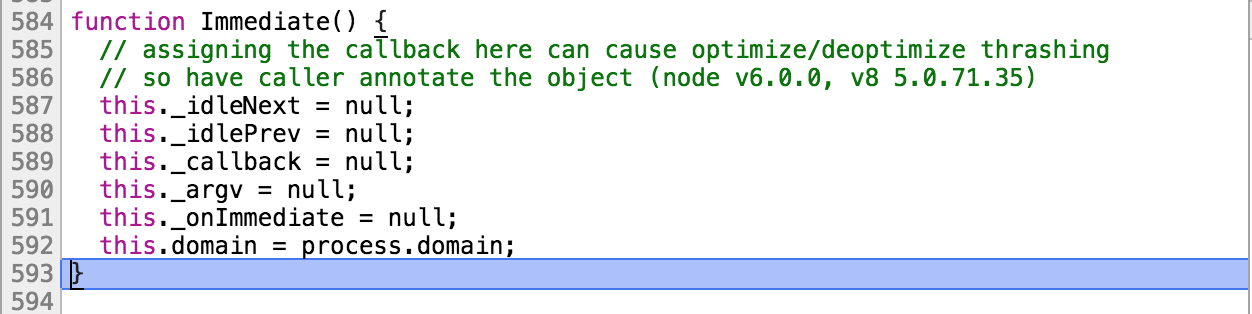 584 function Immediate() {
585 // assigning the callback here can cause optimize/deoptimize thrashing
586 // so have caller annotate the object (node v6.0.0, v8 5.0.71.35)
587 this._idleNext = null;
588 this._idlePrev = null;
589 this._callback = null;
590 this._argv = null;
591 this._onImmediate = null;
592 this.domain = process.domain;
593 }
594